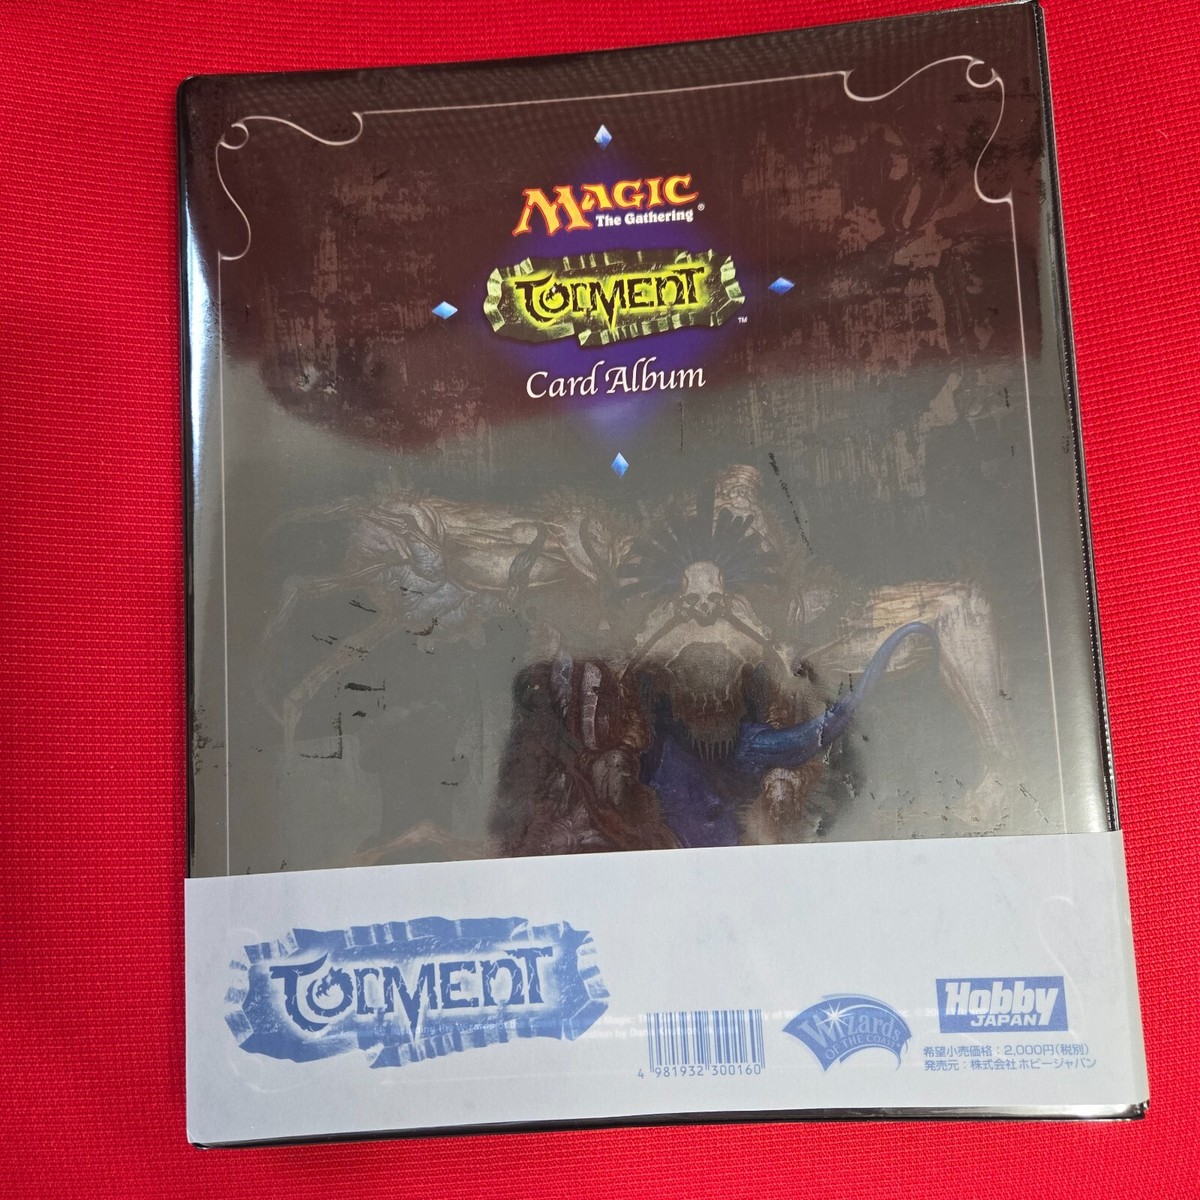 MAGIC
The Gathering®
TORMENT
™
Card Album
TORMENT
4 981932 300160
Wizards
OF THE COAST
Hobby
JAPAN
希望小売価格：2,000円(税別)
発売元：株式会社ホビージャパン